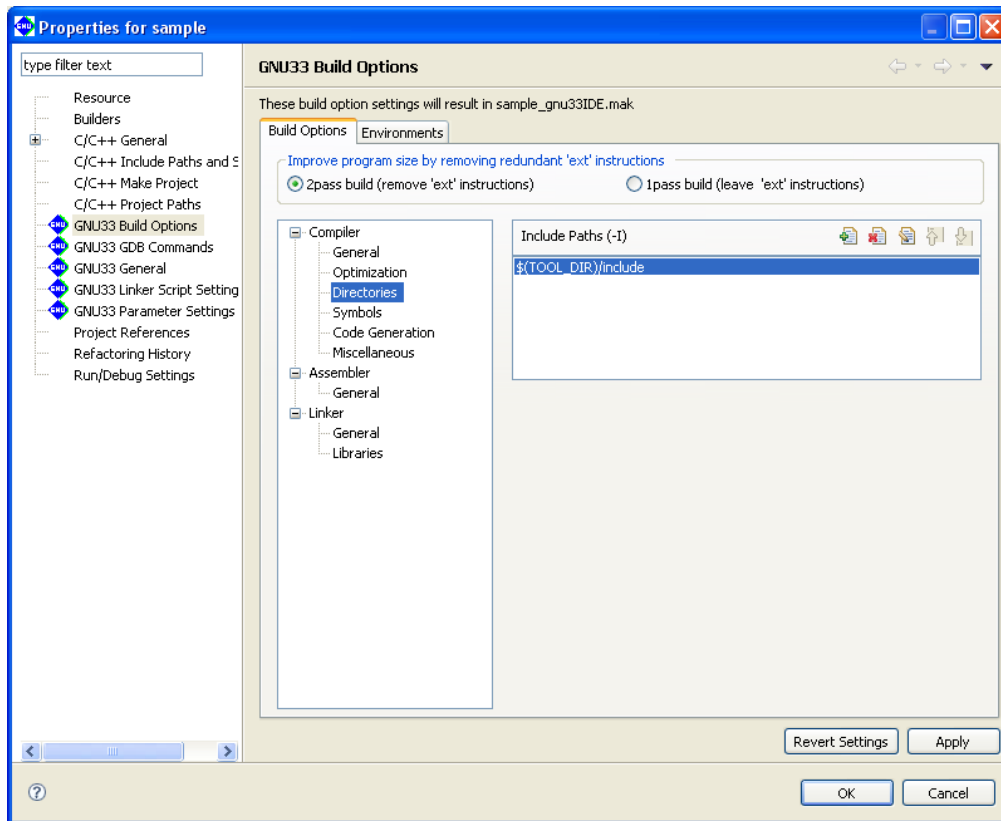 Properties for sample
type filter text
Resource
Builders
C/C++ General
C/C++ Include Paths and S
C/C++ Make Project
C/C++ Project Paths
GNU33 Build Options
GNU33 GDB Commands
GNU33 General
GNU33 Linker Script Setting
GNU33 Parameter Settings
Project References
Refactoring History
Run/Debug Settings
GNU33 Build Options
These build option settings will result in sample_gnu33IDE.mak
Build Options
Environments
Improve program size by removing redundant 'ext' instructions
2pass build (remove 'ext' instructions)
1pass build (leave 'ext' instructions)
Compiler
General
Optimization
Directories
Symbols
Code Generation
Miscellaneous
Assembler
General
Linker
General
Libraries
Include Paths (-I)
$(TOOL_DIR)/include
Revert Settings
Apply
OK
Cancel